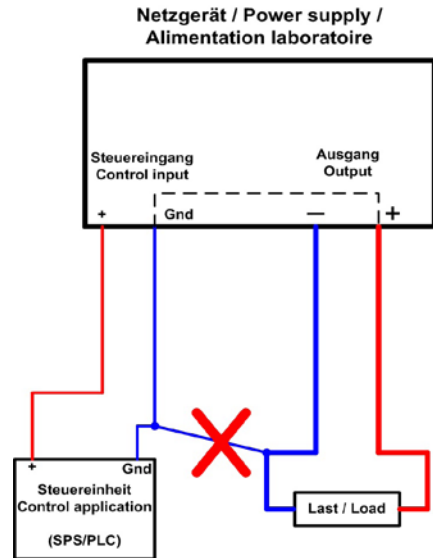 Netzgerät / Power supply /
Alimentation laboratoire
Steuereingang
Control input
Ausgang
Output
+
Gnd
—
+
+
Gnd
Steuereinheit
Control application
(SPS/PLC)
Last / Load